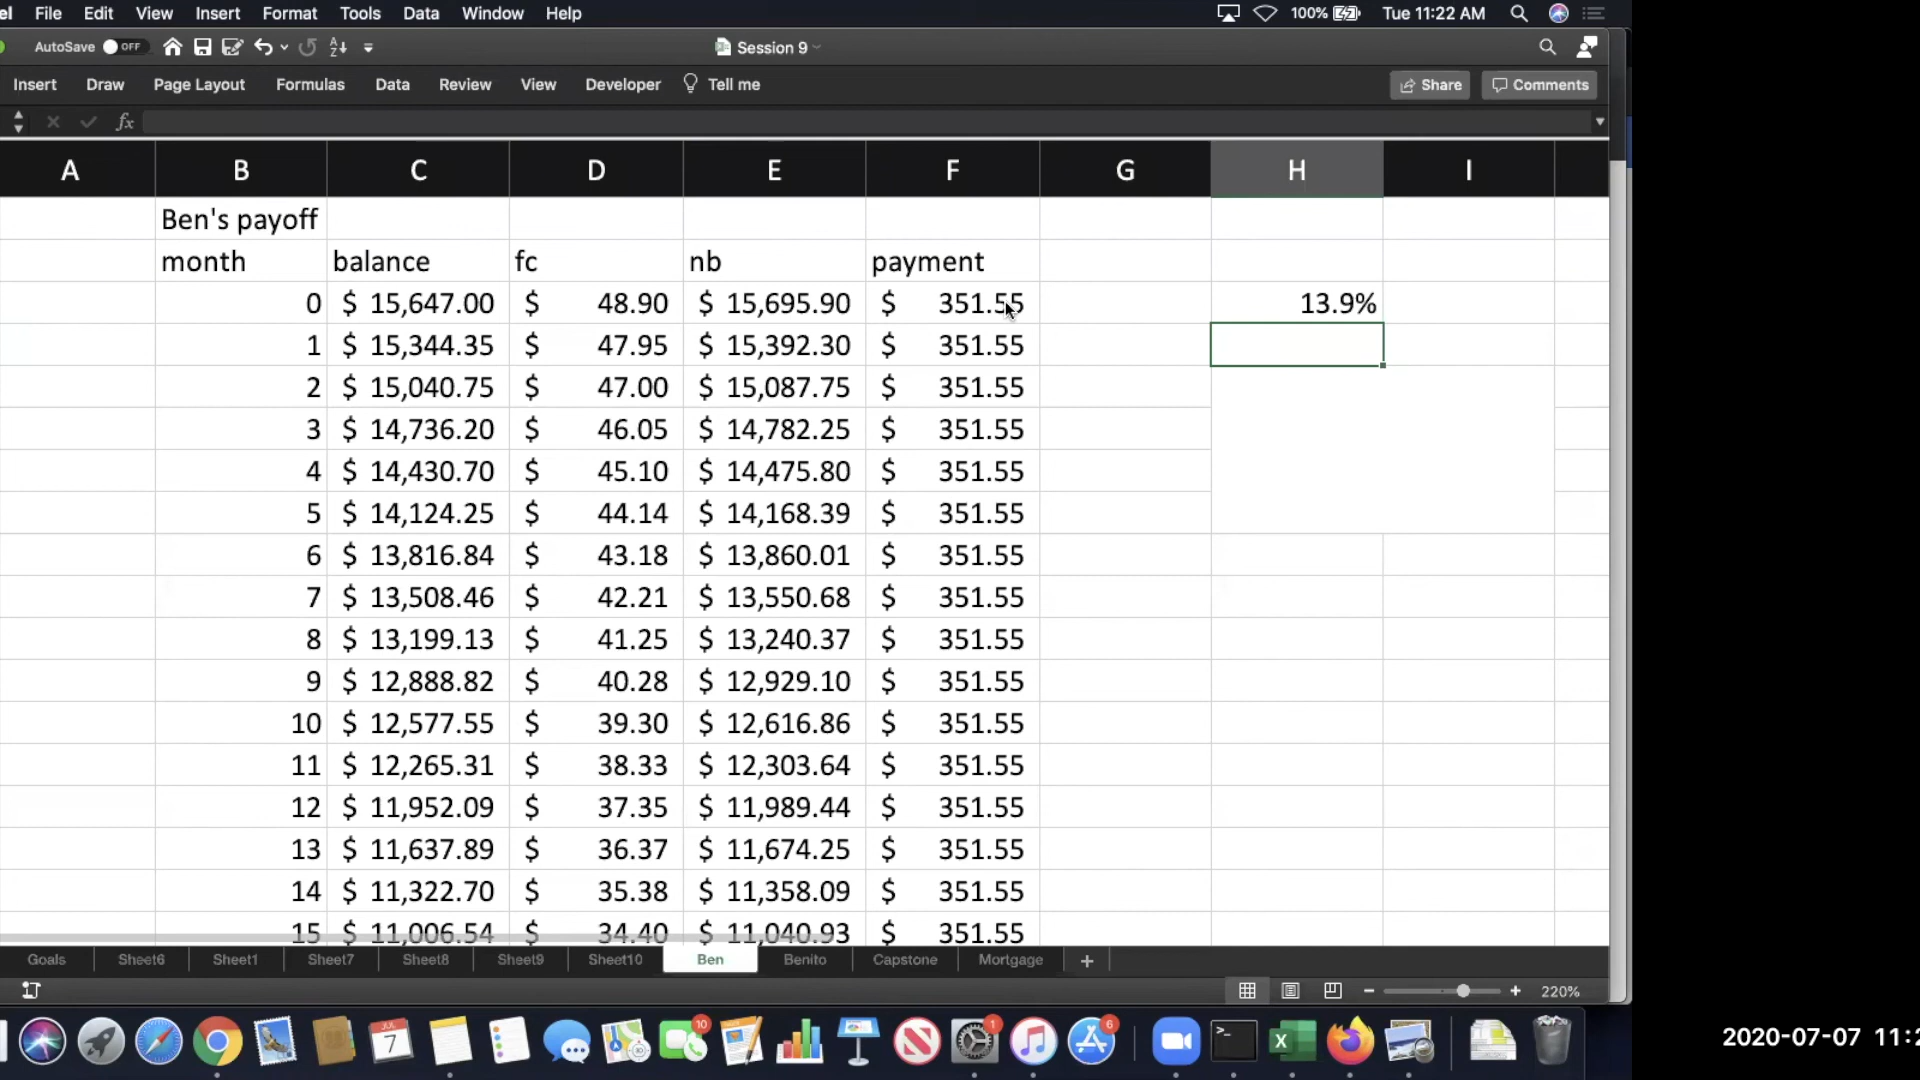 el File Edit View Insert Format Tools Data Window Help 100% Tue 11:22 AM
AutoSave OFF Session 9
Insert Draw Page Layout Formulas Data Review View Developer Tell me Share Comments
fx
A B C D E F G H I
Ben's payoff
month balance fc nb payment
0 $ 15,647.00 $ 48.90 $ 15,695.90 $ 351.55 13.9%
1 $ 15,344.35 $ 47.95 $ 15,392.30 $ 351.55
2 $ 15,040.75 $ 47.00 $ 15,087.75 $ 351.55
3 $ 14,736.20 $ 46.05 $ 14,782.25 $ 351.55
4 $ 14,430.70 $ 45.10 $ 14,475.80 $ 351.55
5 $ 14,124.25 $ 44.14 $ 14,168.39 $ 351.55
6 $ 13,816.84 $ 43.18 $ 13,860.01 $ 351.55
7 $ 13,508.46 $ 42.21 $ 13,550.68 $ 351.55
8 $ 13,199.13 $ 41.25 $ 13,240.37 $ 351.55
9 $ 12,888.82 $ 40.28 $ 12,929.10 $ 351.55
10 $ 12,577.55 $ 39.30 $ 12,616.86 $ 351.55
11 $ 12,265.31 $ 38.33 $ 12,303.64 $ 351.55
12 $ 11,952.09 $ 37.35 $ 11,989.44 $ 351.55
13 $ 11,637.89 $ 36.37 $ 11,674.25 $ 351.55
14 $ 11,322.70 $ 35.38 $ 11,358.09 $ 351.55
15 $ 11,006.54 $ 34.40 $ 11,040.93 $ 351.55
Goals Sheet6 Sheet1 Sheet7 Sheet8 Sheet9 Sheet10 Ben Benito Capstone Mortgage +
220%
JUL 7 10 1 6
2020-07-07 11:2